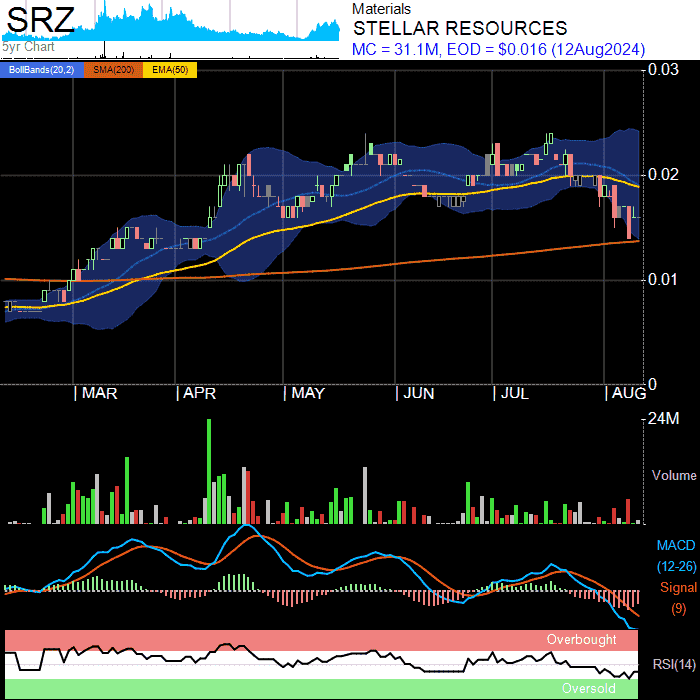 SRZ
5yr Chart
Materials
STELLAR RESOURCES
MC = 31.1M, EOD = $0.016 (12Aug2024)
BollBands(20,2) SMA(200) EMA(50)
0.03
0.02
0.01
0
MAR APR MAY JUN JUL AUG
24M
Volume
MACD
(12-26)
Signal
(9)
Overbought
RSI(14)
Oversold